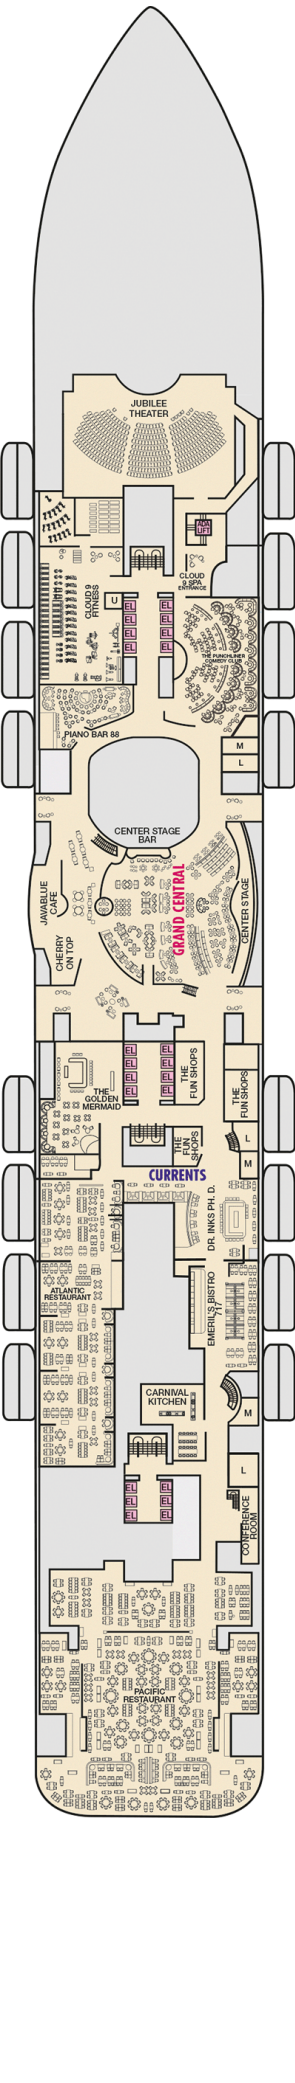 JUBILEE
THEATER
ADA
LIFT
CLOUD
9 SPA
ENTRANCE
CLOUD 9
FITNESS
U
EL EL
EL EL
EL EL
EL EL
THE PUNCHLINER
COMEDY CLUB
PIANO BAR 88
M
L
CENTER STAGE
BAR
JAVABLUE
CAFE
CHERRY
ON TOP
GRAND CENTRAL
CENTER STAGE
EL EL
EL EL
EL EL
EL EL
THE
FUN SHOPS
THE
FUN SHOPS
THE
GOLDEN
MERMAID
THE
FUN
SHOPS
L
M
CURRENTS
DR. INKS PH. D.
ATLANTIC
RESTAURANT
EMERIL'S BISTRO
717
CARNIVAL
KITCHEN
M
L
EL EL
EL EL
EL EL
CONFERENCE
ROOM
PACIFIC
RESTAURANT